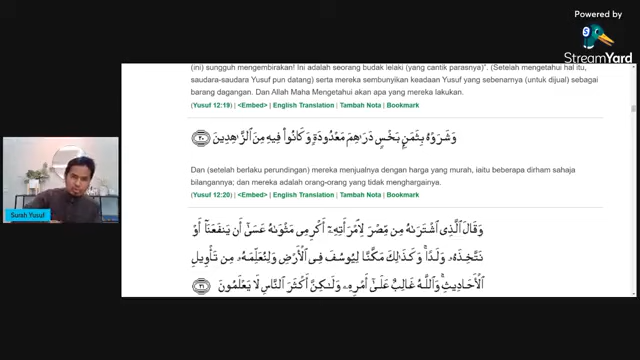 Powered by
StreamYard
(ini) sungguh mengembirakan! Ini adalah seorang budak lelaki (yang cantik parasnya)". (Setelah mengetahui hal itu,
saudara-saudara Yusuf pun datang) serta mereka sembunyikan keadaan Yusuf yang sebenarnya (untuk dijual) sebagai
barang dagangan. Dan Allah Maha Mengetahui akan apa yang mereka lakukan.
(Yusuf 12:19) | <Embed> | English Translation | Tambah Nota | Bookmark
وَشَرَوْهُ بِثَمَنٍۭ بَخْسٍ دَرَٰهِمَ مَعْدُودَةٍ وَكَانُوا۟ فِيهِ مِنَ ٱلزَّٰهِدِينَ ٢٠
Dan (setelah berlaku perundingan) mereka menjualnya dengan harga yang murah, iaitu beberapa dirham sahaja
bilangannya; dan mereka adalah orang-orang yang tidak menghargainya.
(Yusuf 12:20) | <Embed> | English Translation | Tambah Nota | Bookmark
وَقَالَ ٱلَّذِى ٱشْتَرَىٰهُ مِن مِّصْرَ لِٱمْرَأَتِهِۦٓ أَكْرِمِى مَثْوَىٰهُ عَسَىٰٓ أَن يَنفَعَنَآ أَوْ
نَتَّخِذَهُۥ وَلَدًا ۚ وَكَذَٰلِكَ مَكَّنَّا لِيُوسُفَ فِى ٱلْأَرْضِ وَلِنُعَلِّمَهُۥ مِن تَأْوِيلِ
ٱلْأَحَادِيثِ ۚ وَٱللَّهُ غَالِبٌ عَلَىٰٓ أَمْرِهِۦ وَلَٰكِنَّ أَكْثَرَ ٱلنَّاسِ لَا يَعْلَمُونَ ٢١
Surah Yusuf